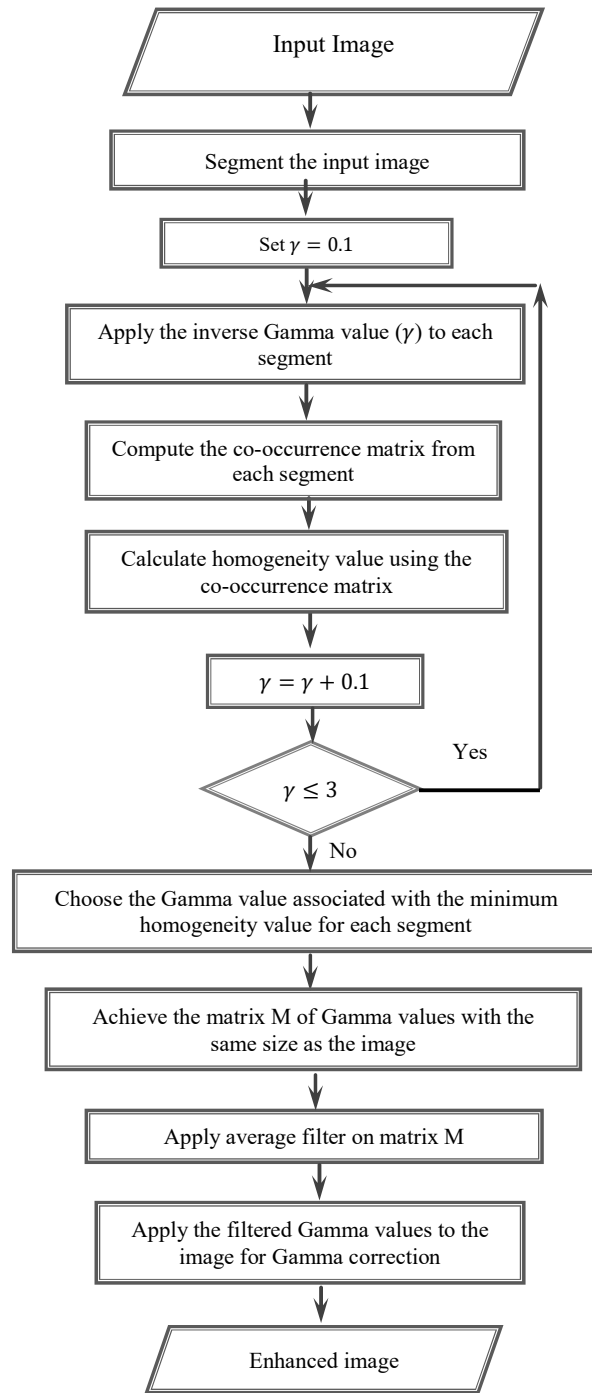 Input Image
Segment the input image
Set γ = 0.1
Apply the inverse Gamma value (γ) to each
segment
Compute the co-occurrence matrix from
each segment
Calculate homogeneity value using the
co-occurrence matrix
γ = γ + 0.1
Yes
γ ≤ 3
No
Choose the Gamma value associated with the minimum
homogeneity value for each segment
Achieve the matrix M of Gamma values with the
same size as the image
Apply average filter on matrix M
Apply the filtered Gamma values to the
image for Gamma correction
Enhanced image